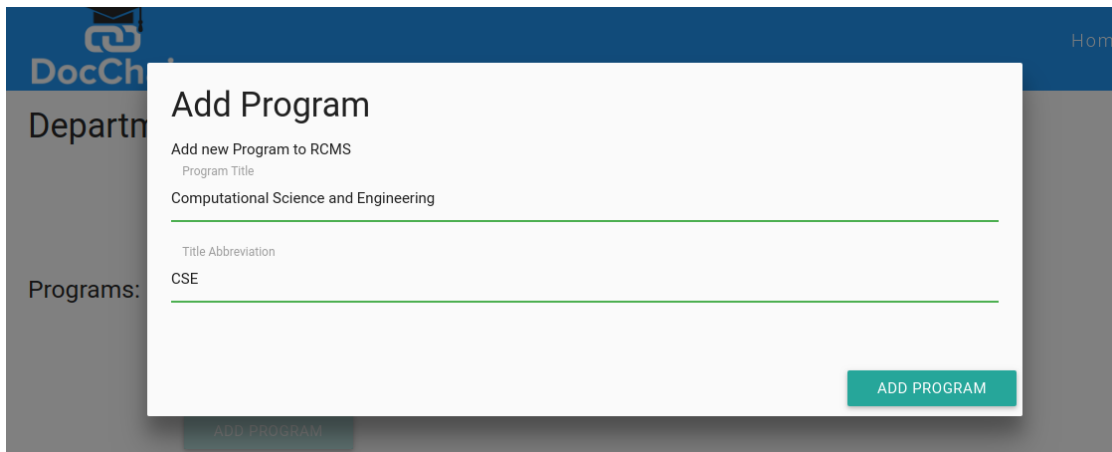 Hom
DocCh
Departm
Add Program
Add new Program to RCMS
Program Title
Computational Science and Engineering
Title Abbreviation
CSE
Programs:
ADD PROGRAM
ADD PROGRAM